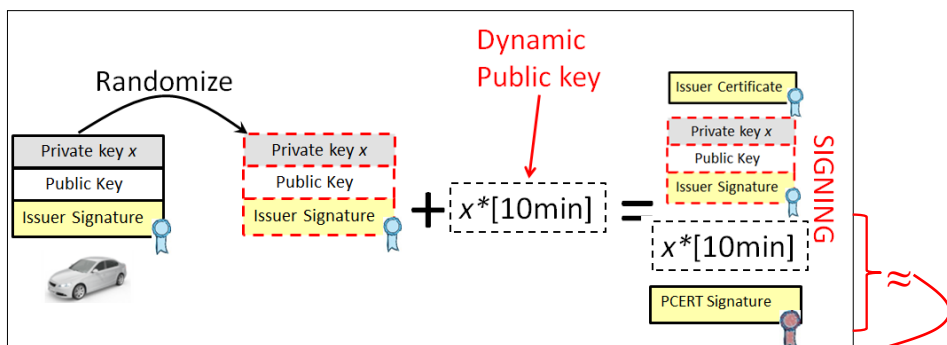 Dynamic
Public key
Randomize
Private key x
Public Key
Issuer Signature
Private key x
Public Key
Issuer Signature
+
x*[10min]
=
Issuer Certificate
Private key x
Public Key
Issuer Signature
x*[10min]
PCERT Signature
SIGNING
≈